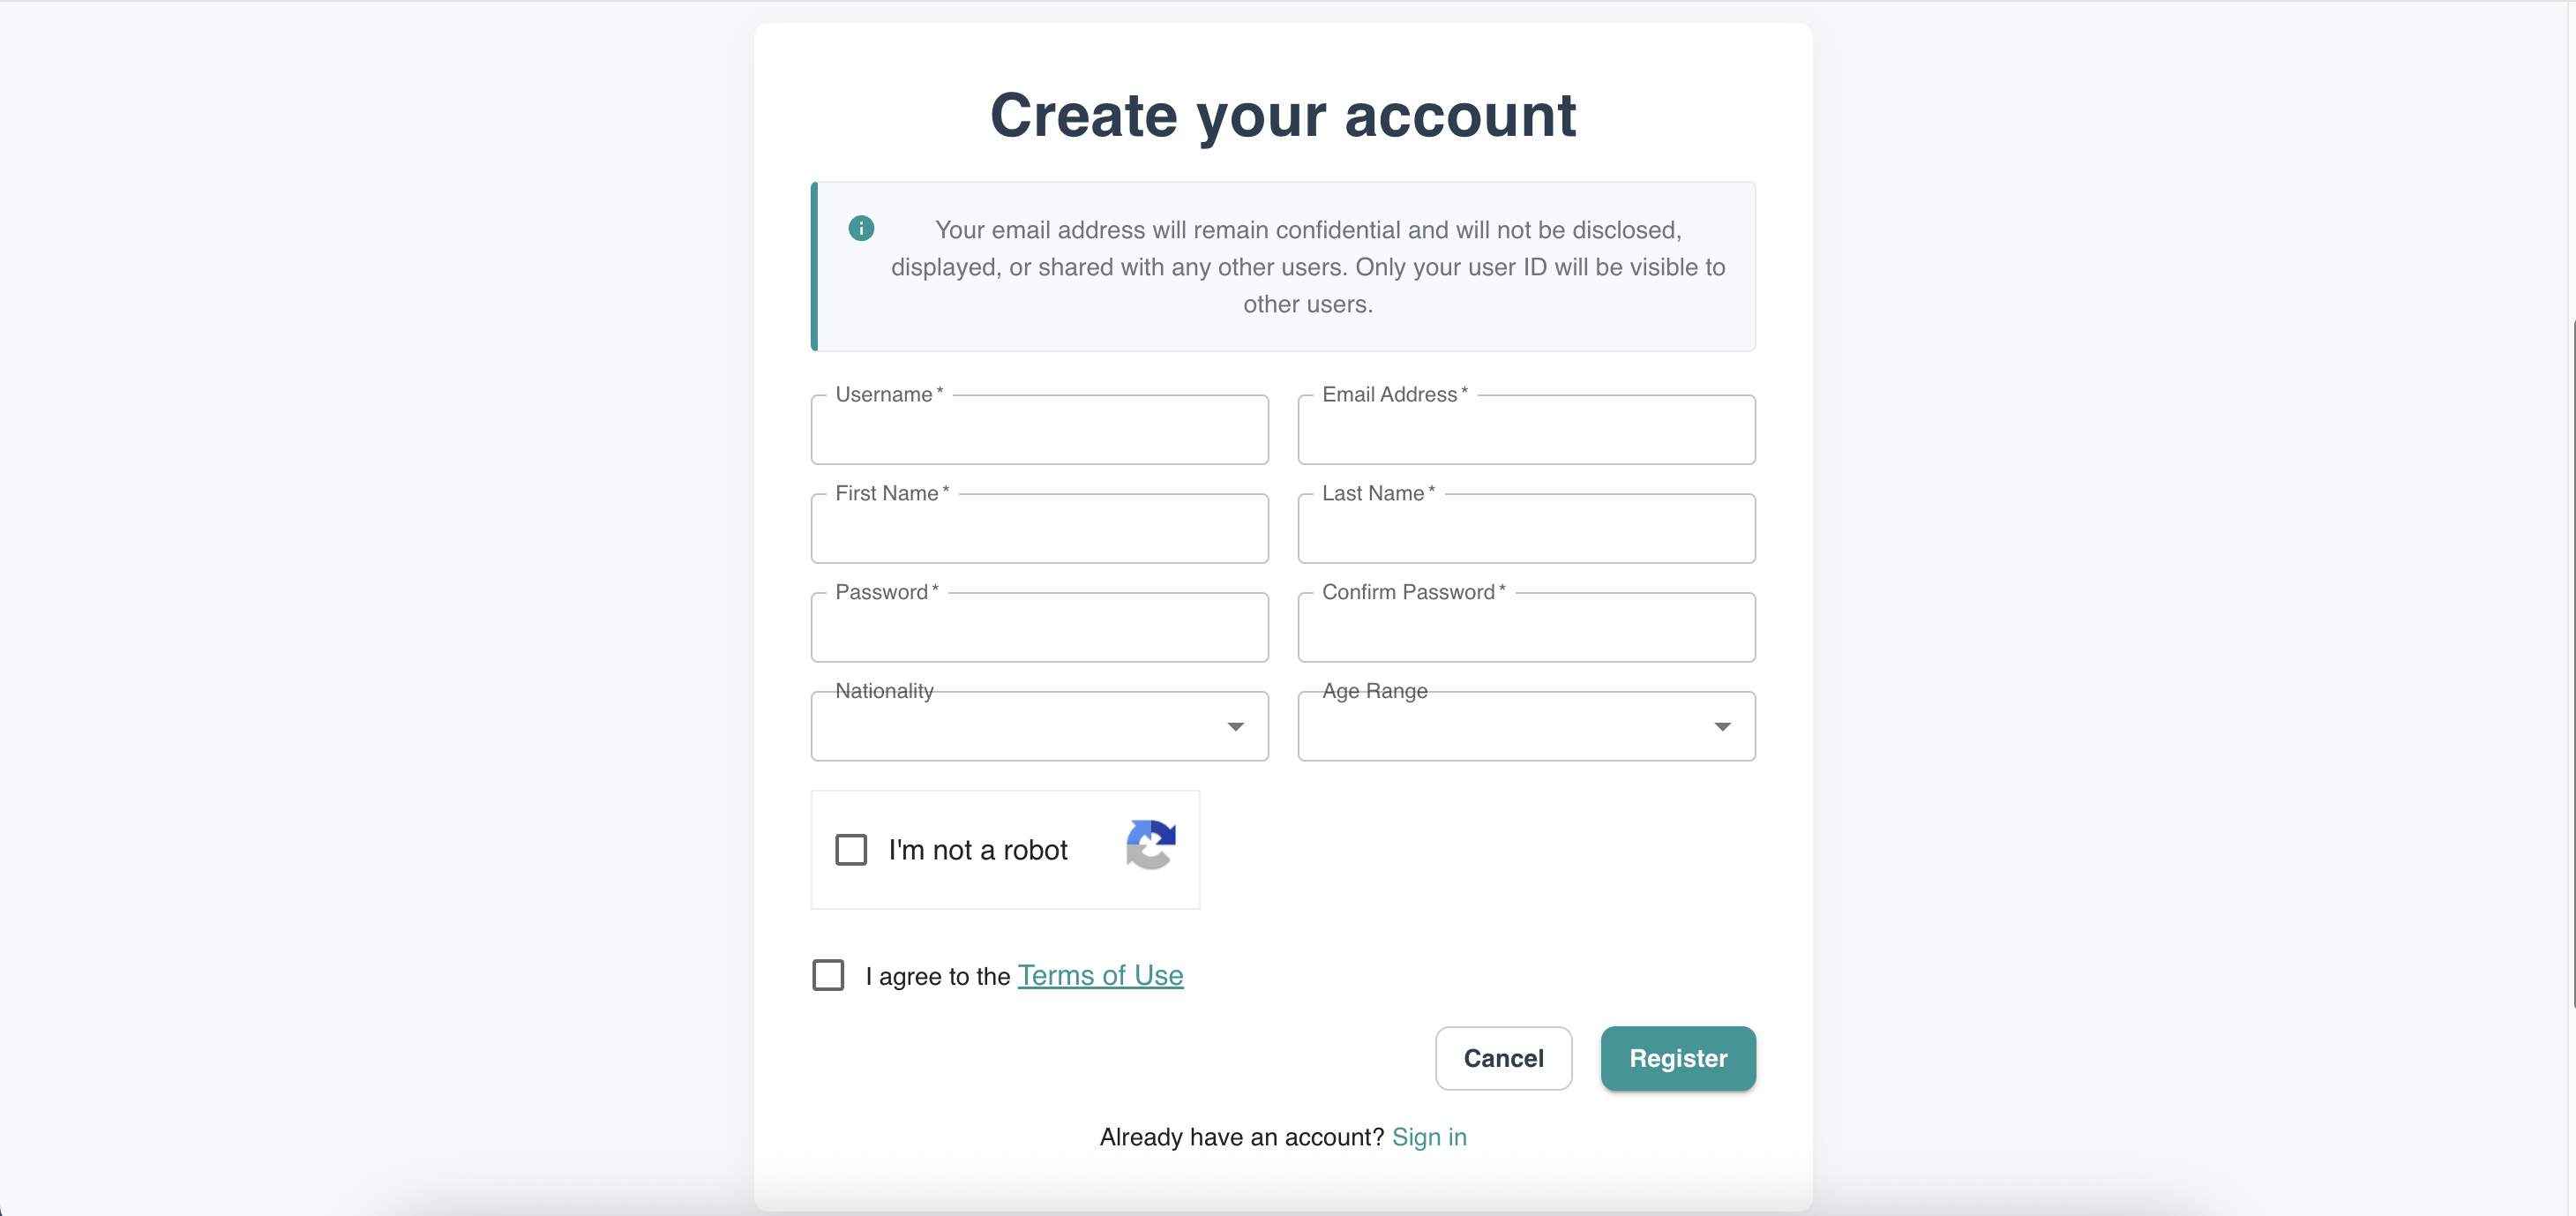 Create your account
Your email address will remain confidential and will not be disclosed,
displayed, or shared with any other users. Only your user ID will be visible to
other users.
Username *
Email Address *
First Name *
Last Name *
Password *
Confirm Password *
Nationality
Age Range
I'm not a robot
I agree to the Terms of Use
Cancel
Register
Already have an account? Sign in